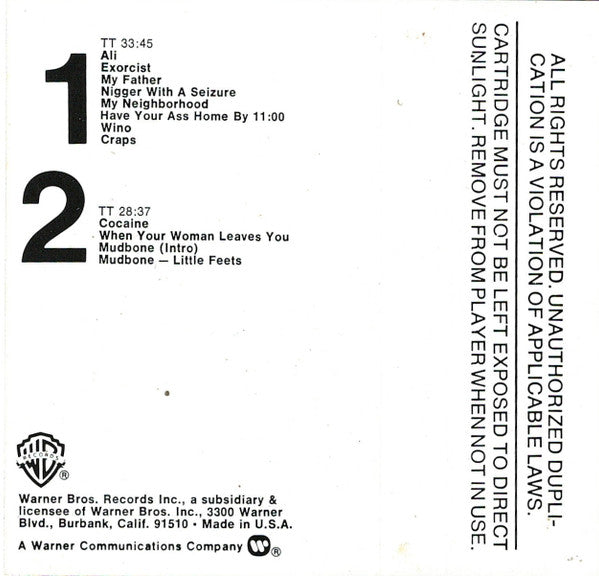 1
TT 33:45
Ali
Exorcist
My Father
Nigger With A Seizure
My Neighborhood
Have Your Ass Home By 11:00
Wino
Craps
2
TT 28:37
Cocaine
When Your Woman Leaves You
Mudbone (Intro)
Mudbone — Little Feets
WB
RECORDS
®
Warner Bros. Records Inc., a subsidiary &
licensee of Warner Bros. Inc., 3300 Warner
Blvd., Burbank, Calif. 91510 • Made in U.S.A.
A Warner Communications Company ®
ALL RIGHTS RESERVED. UNAUTHORIZED DUPLI-
CATION IS A VIOLATION OF APPLICABLE LAWS.
CARTRIDGE MUST NOT BE LEFT EXPOSED TO DIRECT
SUNLIGHT. REMOVE FROM PLAYER WHEN NOT IN USE.